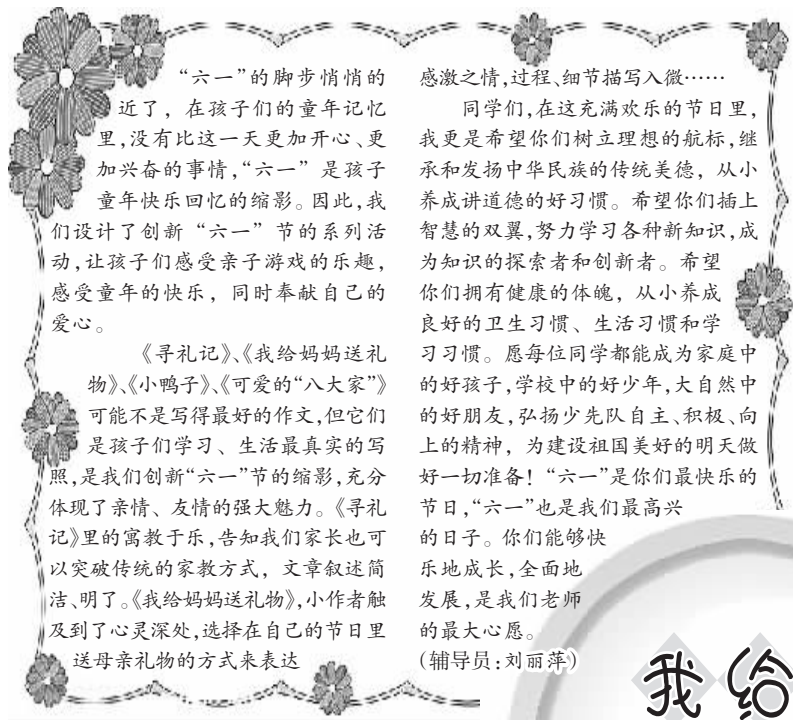 “六一”的脚步悄悄的
近了，在孩子们的童年记忆
里,没有比这一天更加开心、更
加兴奋的事情,“六一”是孩子
童年快乐回忆的缩影。因此,我
们设计了创新“六一”节的系列活
动,让孩子们感受亲子游戏的乐趣,
感受童年的快乐，同时奉献自己的
爱心。
《寻礼记》、《我给妈妈送礼
物》、《小鸭子》、《可爱的“八大家”》
可能不是写得最好的作文,但它们
是孩子们学习、生活最真实的写
照,是我们创新“六一”节的缩影,充分
体现了亲情、友情的强大魅力。《寻礼
记》里的寓教于乐,告知我们家长也可
以突破传统的家教方式，文章叙述简
洁、明了。《我给妈妈送礼物》,小作者触
及到了心灵深处,选择在自己的节日里
送母亲礼物的方式来表达
感激之情,过程、细节描写入微……
同学们,在这充满欢乐的节日里,
我更是希望你们树立理想的航标,继
承和发扬中华民族的传统美德，从小
养成讲道德的好习惯。希望你们插上
智慧的双翼,努力学习各种新知识,成
为知识的探索者和创新者。希望
你们拥有健康的体魄，从小养成
良好的卫生习惯、生活习惯和学
习习惯。愿每位同学都能成为家庭中
的好孩子,学校中的好少年,大自然中
的好朋友,弘扬少先队自主、积极、向
上的精神，为建设祖国美好的明天做
好一切准备！“六一”是你们最快乐的
节日,“六一”也是我们最高兴
的日子。你们能够快
乐地成长,全面地
发展,是我们老师
的最大心愿。
(辅导员:刘丽萍)
我给